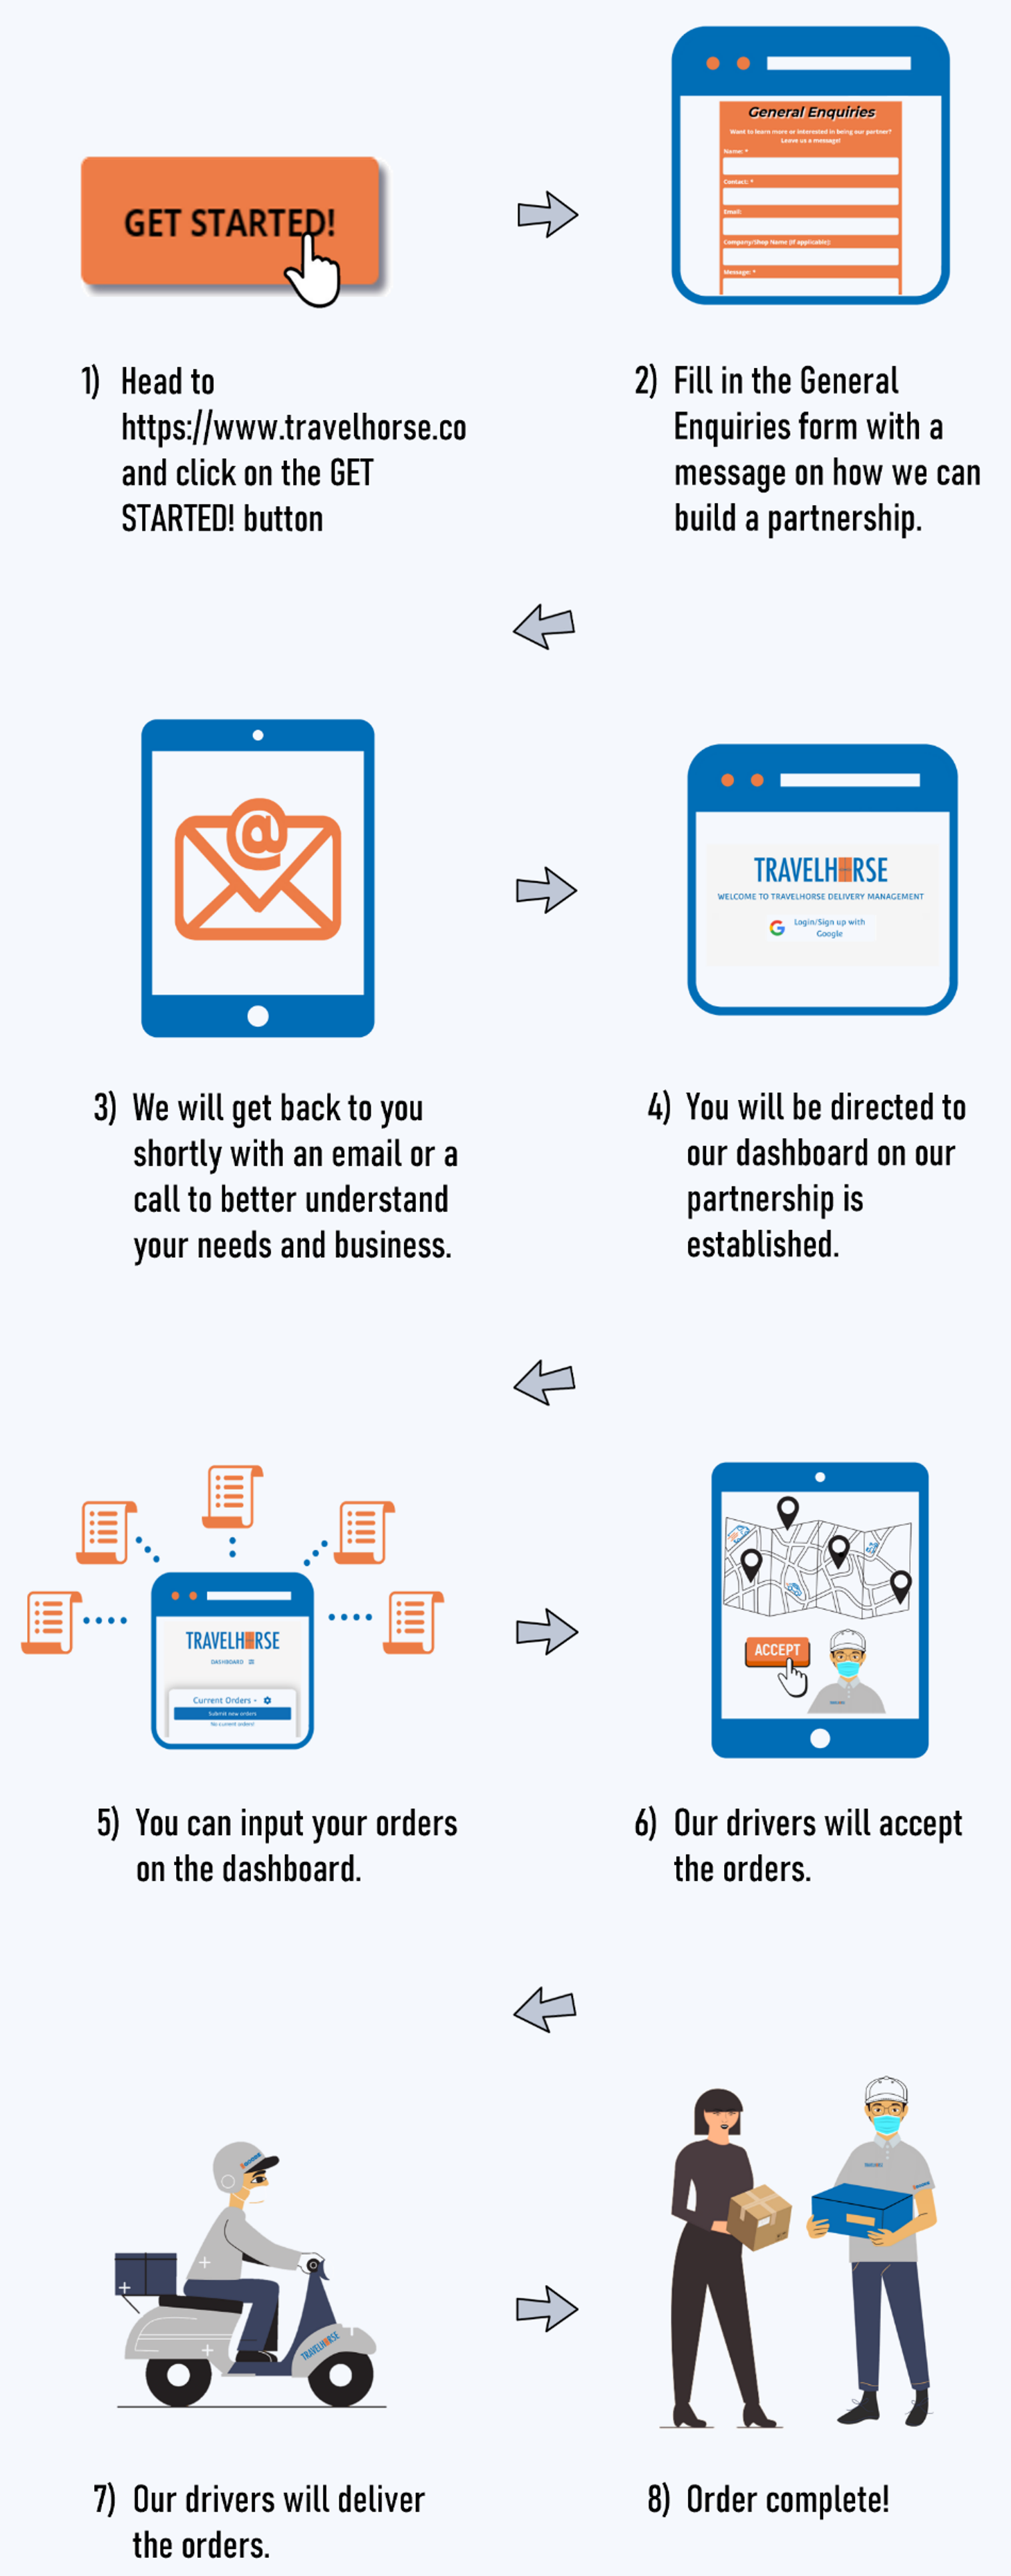 GET STARTED!
General Enquiries
Want to learn more or interested in being our partner?
Leave us a message!
Name: *
Contact: *
Email:
Company/Shop Name (if applicable):
Message: *
1) Head to
https://www.travelhorse.co
and click on the GET
STARTED! button
2) Fill in the General
Enquiries form with a
message on how we can
build a partnership.
@
TRAVELHORSE
WELCOME TO TRAVELHORSE DELIVERY MANAGEMENT
G Login/Sign up with
Google
3) We will get back to you
shortly with an email or a
call to better understand
your needs and business.
4) You will be directed to
our dashboard on our
partnership is
established.
TRAVELHORSE
DASHBOARD
Current Orders -
Submit new orders
No current orders!
ACCEPT
5) You can input your orders
on the dashboard.
6) Our drivers will accept
the orders.
TRAVELHORSE
7) Our drivers will deliver
the orders.
8) Order complete!